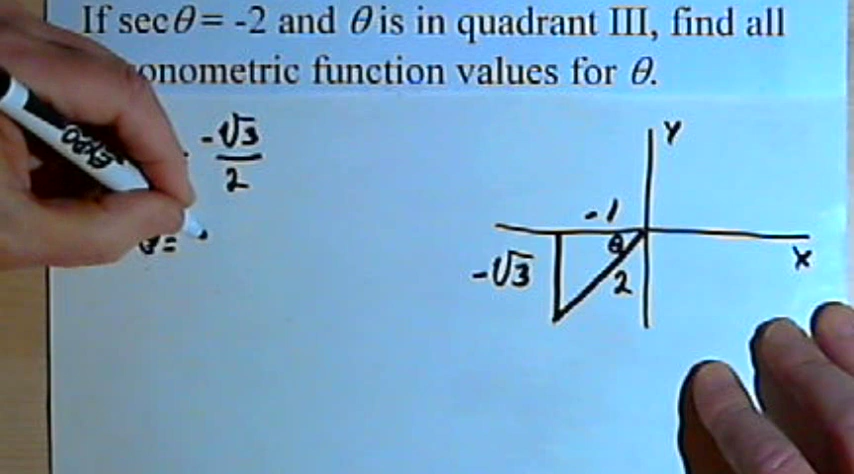 If sec θ = -2 and θ is in quadrant III, find all
onometric function values for θ.
-√3
2
EXPO
θ =
Y
-1
θ
X
-√3
2